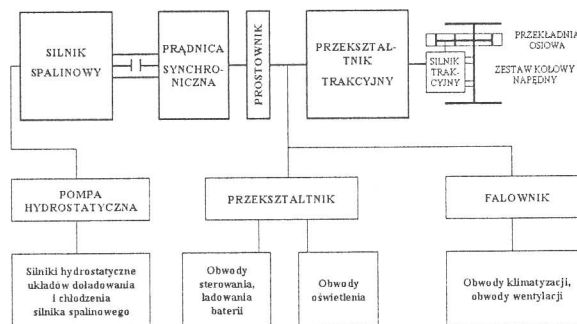 SILNIK
SPALINOWY
PRĄDNICA
SYNCHRO-
NICZNA
PROSTOWNIK
PRZEKSZTAŁ-
TNIK
TRAKCYJNY
SILNIK
TRAK-
CYJNY
PRZEKŁADNIA
OSIOWA
ZESTAW KOŁOWY
NAPĘDNY
POMPA
HYDROSTATYCZNA
PRZEKSZTAŁTNIK
FALOWNIK
Silniki hydrostatyczne
układów doładowania
i chłodzenia
silnika spalinowego
Obwody
sterowania,
ładowania
baterii
Obwody
oświetlenia
Obwody klimatyzacji,
obwody wentylacji